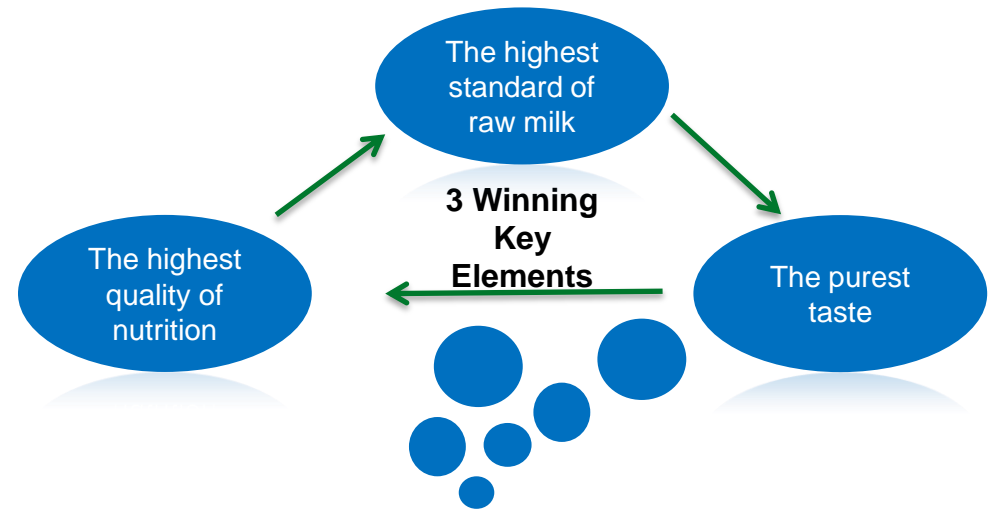 The highest
standard of
raw milk
3 Winning
Key
Elements
The highest
quality of
nutrition
The purest
taste